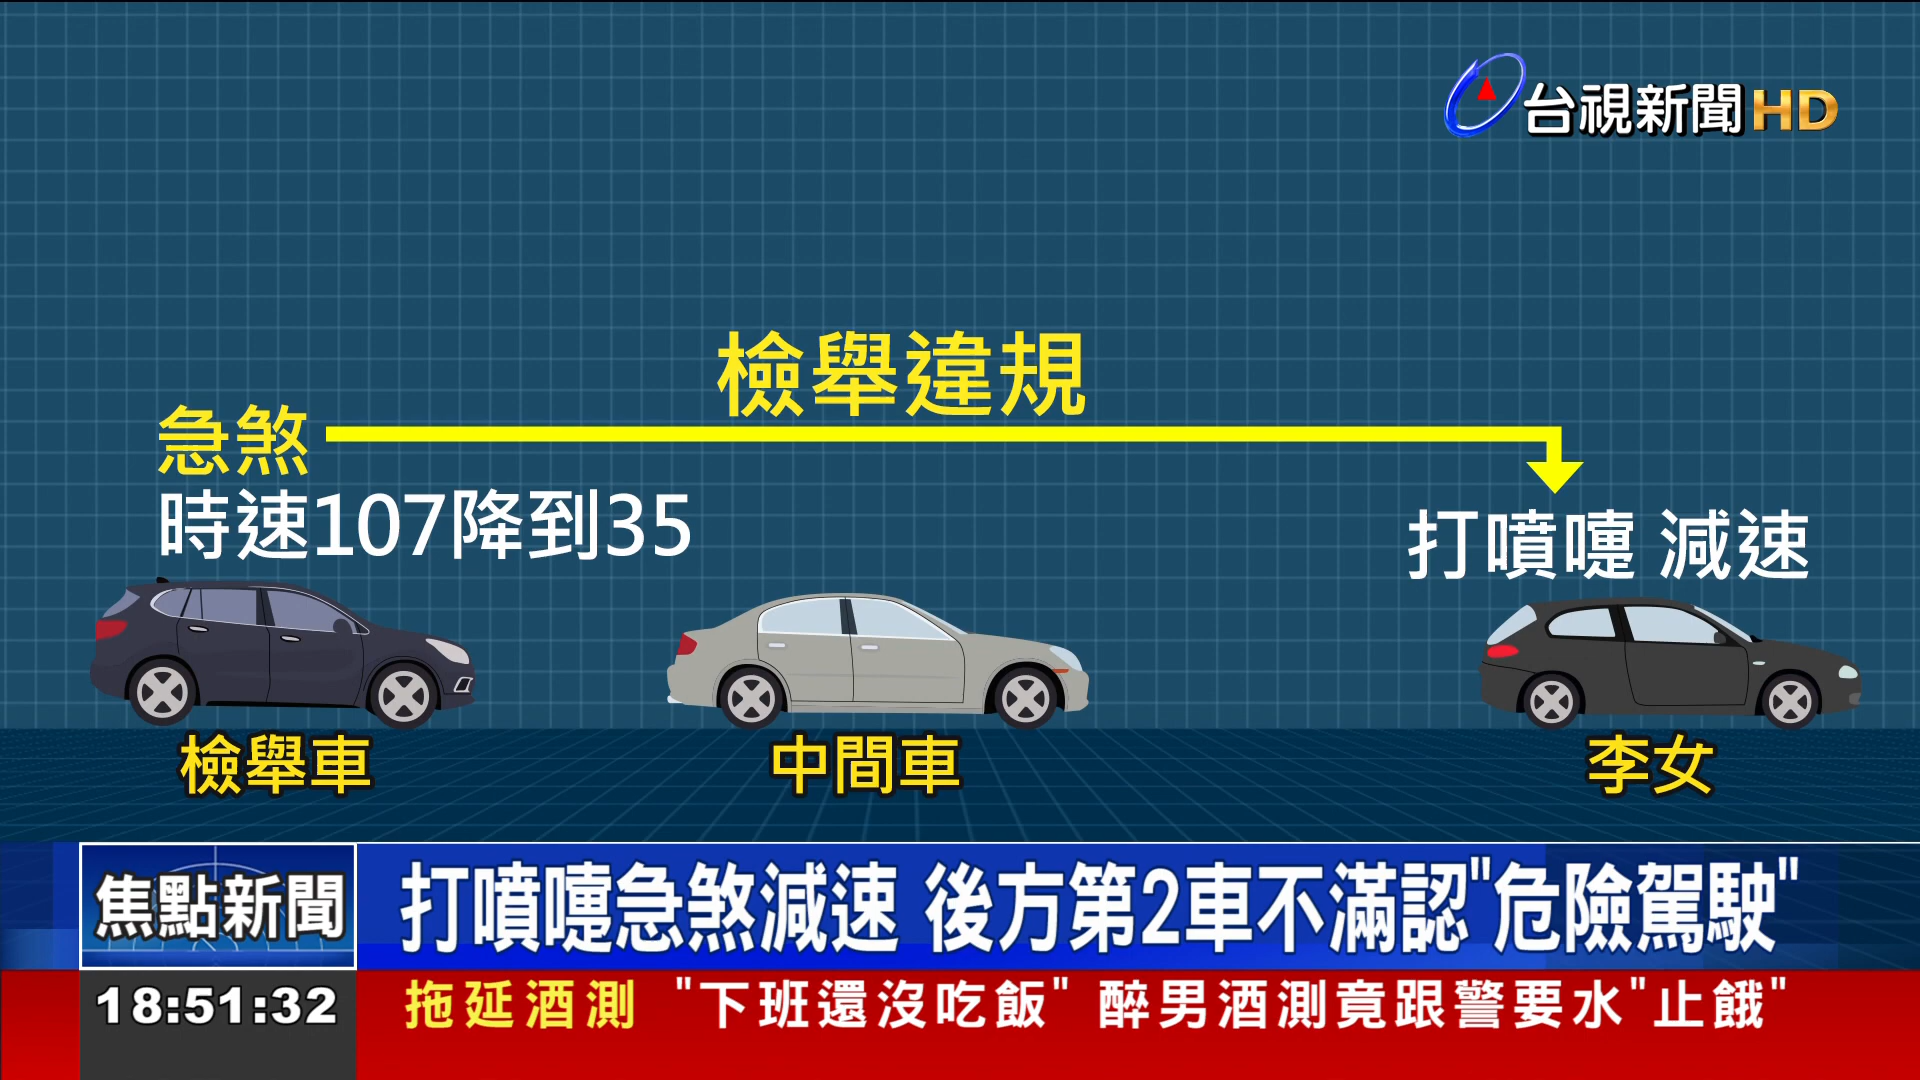 台視新聞HD
檢舉違規
急煞
時速107降到35
打噴嚏 減速
檢舉車
中間車
李女
焦點新聞
打噴嚏急煞減速 後方第2車不滿認"危險駕駛"
18:51:32
拖延酒測 "下班還沒吃飯" 醉男酒測竟跟警要水"止餓"